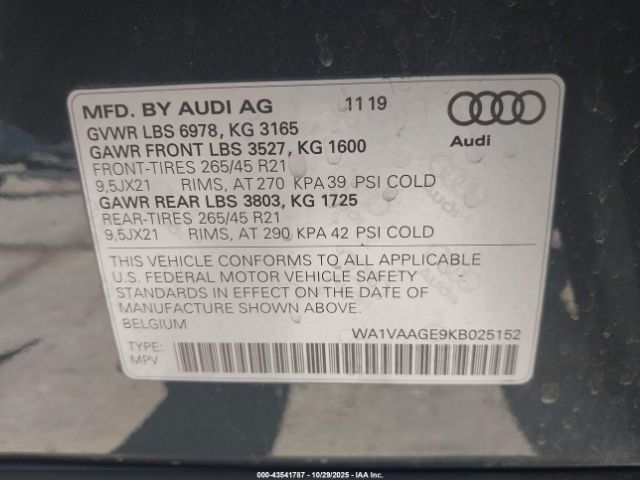 MFD. BY AUDI AG 11 19
GVWR LBS 6978, KG 3165
GAWR FRONT LBS 3527, KG 1600
FRONT-TIRES 265/45 R21
9,5JX21 RIMS, AT 270 KPA 39 PSI COLD
GAWR REAR LBS 3803, KG 1725
REAR-TIRES 265/45 R21
9,5JX21 RIMS, AT 290 KPA 42 PSI COLD
Audi
THIS VEHICLE CONFORMS TO ALL APPLICABLE
U.S. FEDERAL MOTOR VEHICLE SAFETY
STANDARDS IN EFFECT ON THE DATE OF
MANUFACTURE SHOWN ABOVE.
BELGIUM
WA1VAAGE9KB025152
TYPE:
MPV
000-43541787 - 10/29/2025 - IAA, Inc.